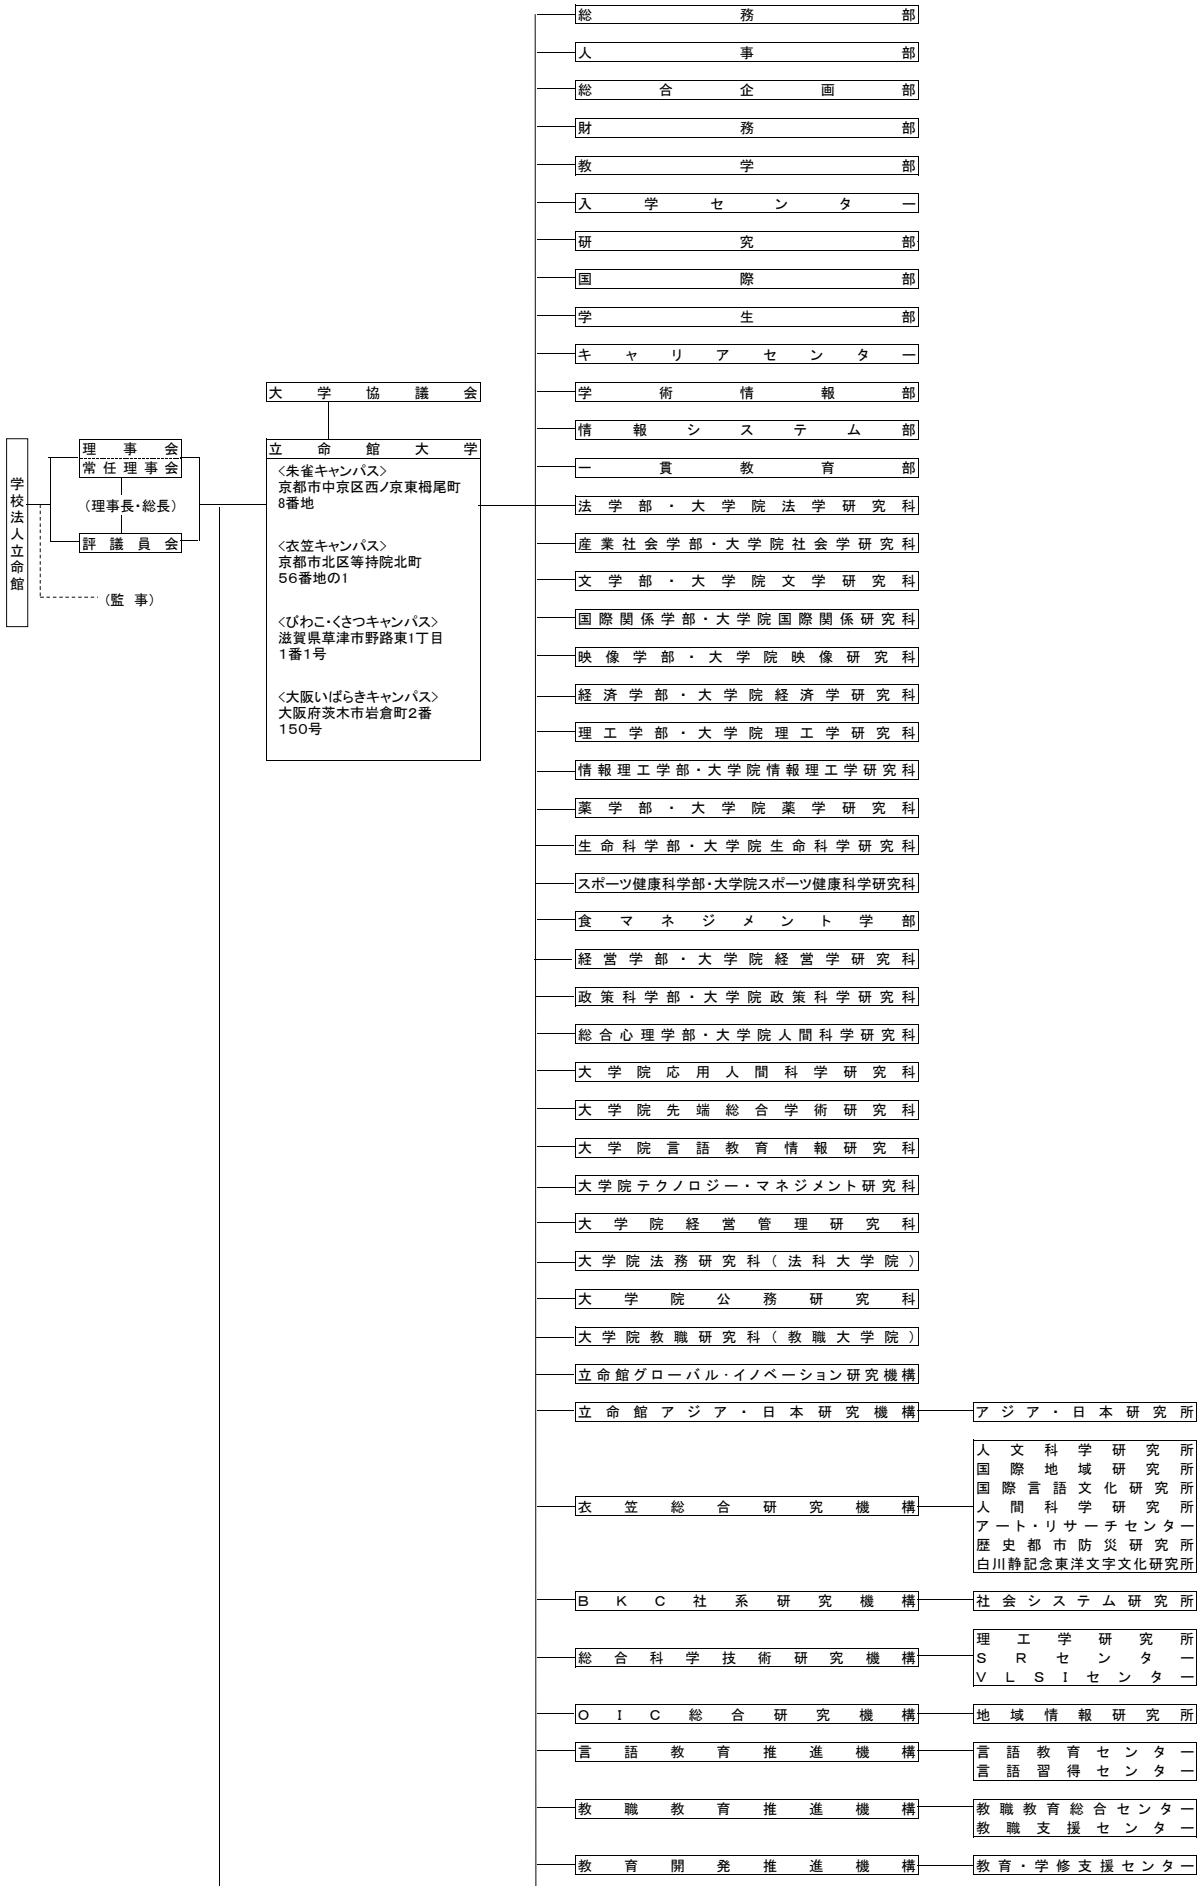 学校法人立命館
理事会
常任理事会
(理事長・総長)
評議員会
(監 事)
大学協議会
立命館大学
<朱雀キャンパス>
京都市中京区西ノ京東栂尾町
8番地
<衣笠キャンパス>
京都市北区等持院北町
56番地の1
<びわこ・くさつキャンパス>
滋賀県草津市野路東1丁目
1番1号
<大阪いばらきキャンパス>
大阪府茨木市岩倉町2番
150号
総務部
人事部
総合企画部
財務部
教学部
入学センター
研究部
国際部
学生部
キャリアセンター
学術情報部
情報システム部
一貫教育部
法学部・大学院法学研究科
産業社会学部・大学院社会学研究科
文学部・大学院文学研究科
国際関係学部・大学院国際関係研究科
映像学部・大学院映像研究科
経済学部・大学院経済学研究科
理工学部・大学院理工学研究科
情報理工学部・大学院情報理工学研究科
薬学部・大学院薬学研究科
生命科学部・大学院生命科学研究科
スポーツ健康科学部・大学院スポーツ健康科学研究科
食マネジメント学部
経営学部・大学院経営学研究科
政策科学部・大学院政策科学研究科
総合心理学部・大学院人間科学研究科
大学院応用人間科学研究科
大学院先端総合学術研究科
大学院言語教育情報研究科
大学院テクノロジー・マネジメント研究科
大学院経営管理研究科
大学院法務研究科(法科大学院)
大学院公務研究科
大学院教職研究科(教職大学院)
立命館グローバル・イノベーション研究機構
立命館アジア・日本研究機構
アジア・日本研究所
衣笠総合研究機構
人文科学研究所
国際地域研究所
国際言語文化研究所
人間科学研究所
アート・リサーチセンター
歴史都市防災研究所
白川静記念東洋文字文化研究所
BKC社系研究機構
社会システム研究所
総合科学技術研究機構
理工学研究所
SRセンター
VLSIセンター
OIC総合研究機構
地域情報研究所
言語教育推進機構
言語教育センター
言語習得センター
教職教育推進機構
教職教育総合センター
教職支援センター
教育開発推進機構
教育・学修支援センター